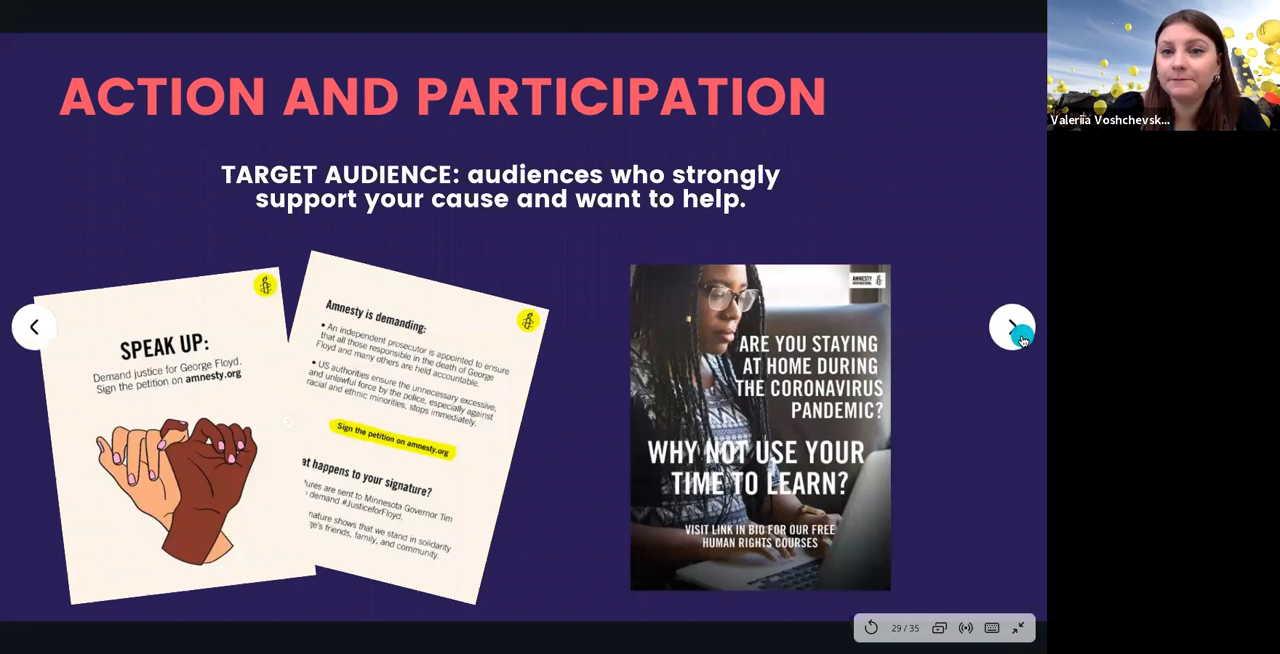 ACTION AND PARTICIPATION
TARGET AUDIENCE: audiences who strongly
support your cause and want to help.
SPEAK UP:
Demand justice for George Floyd.
Sign the petition on amnesty.org
Amnesty is demanding:
• An independent prosecutor is appointed to ensure
that all those responsible in the death of George
Floyd and many others are held accountable.
• US authorities ensure the unnecessary excessive,
and unlawful force by the police, especially against
racial and ethnic minorities, stops immediately.
Sign the petition on amnesty.org
at happens to your signature?
tures are sent to Minnesota Governor Tim
demand #JusticeforFloyd.
nature shows that we stand in solidarity
ge's friends, family, and community.
AMNESTY
INTERNATIONAL
ARE YOU STAYING
AT HOME DURING
THE CORONAVIRUS
PANDEMIC?
WHY NOT USE YOUR
TIME TO LEARN?
VISIT LINK IN BIO FOR OUR FREE
HUMAN RIGHTS COURSES
29 / 35
Valeriia Voshchevsk...